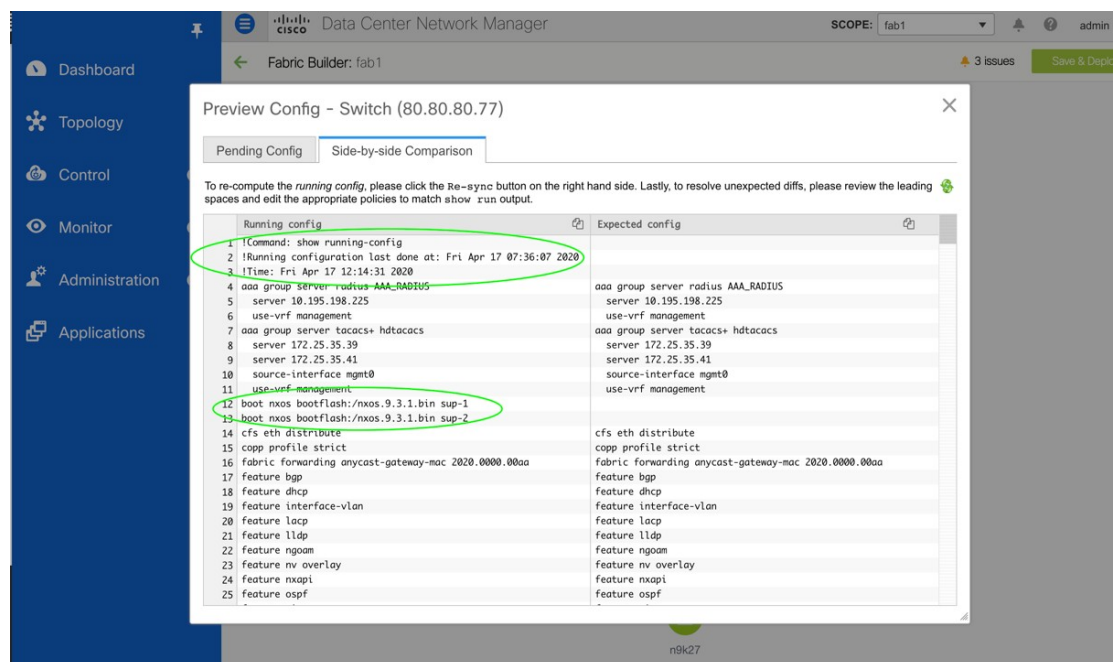 cisco Data Center Network Manager SCOPE: fab1 admin
Dashboard
Topology
Control
Monitor
Administration
Applications
Fabric Builder: fab1 3 issues Save & Deplo
Preview Config - Switch (80.80.80.77)
Pending Config Side-by-side Comparison
To re-compute the running config, please click the Re-sync button on the right hand side. Lastly, to resolve unexpected diffs, please review the leading
spaces and edit the appropriate policies to match show run output.
Running config Expected config
1 !Command: show running-config
2 !Running configuration last done at: Fri Apr 17 07:36:07 2020
3 !Time: Fri Apr 17 12:14:31 2020
4 aaa group server radius AAA_RADIUS aaa group server radius AAA_RADIUS
5 server 10.195.198.225 server 10.195.198.225
6 use-vrf management use-vrf management
7 aaa group server tacacs+ hdtacacs aaa group server tacacs+ hdtacacs
8 server 172.25.35.39 server 172.25.35.39
9 server 172.25.35.41 server 172.25.35.41
10 source-interface mgmt0 source-interface mgmt0
11 use-vrf management use-vrf management
12 boot nxos bootflash:/nxos.9.3.1.bin sup-1
13 boot nxos bootflash:/nxos.9.3.1.bin sup-2
14 cfs eth distribute cfs eth distribute
15 copp profile strict copp profile strict
16 fabric forwarding anycast-gateway-mac 2020.0000.00aa fabric forwarding anycast-gateway-mac 2020.0000.00aa
17 feature bgp feature bgp
18 feature dhcp feature dhcp
19 feature interface-vlan feature interface-vlan
20 feature lacp feature lacp
21 feature lldp feature lldp
22 feature ngoam feature ngoam
23 feature nv overlay feature nv overlay
24 feature nxapi feature nxapi
25 feature ospf feature ospf
n9k27